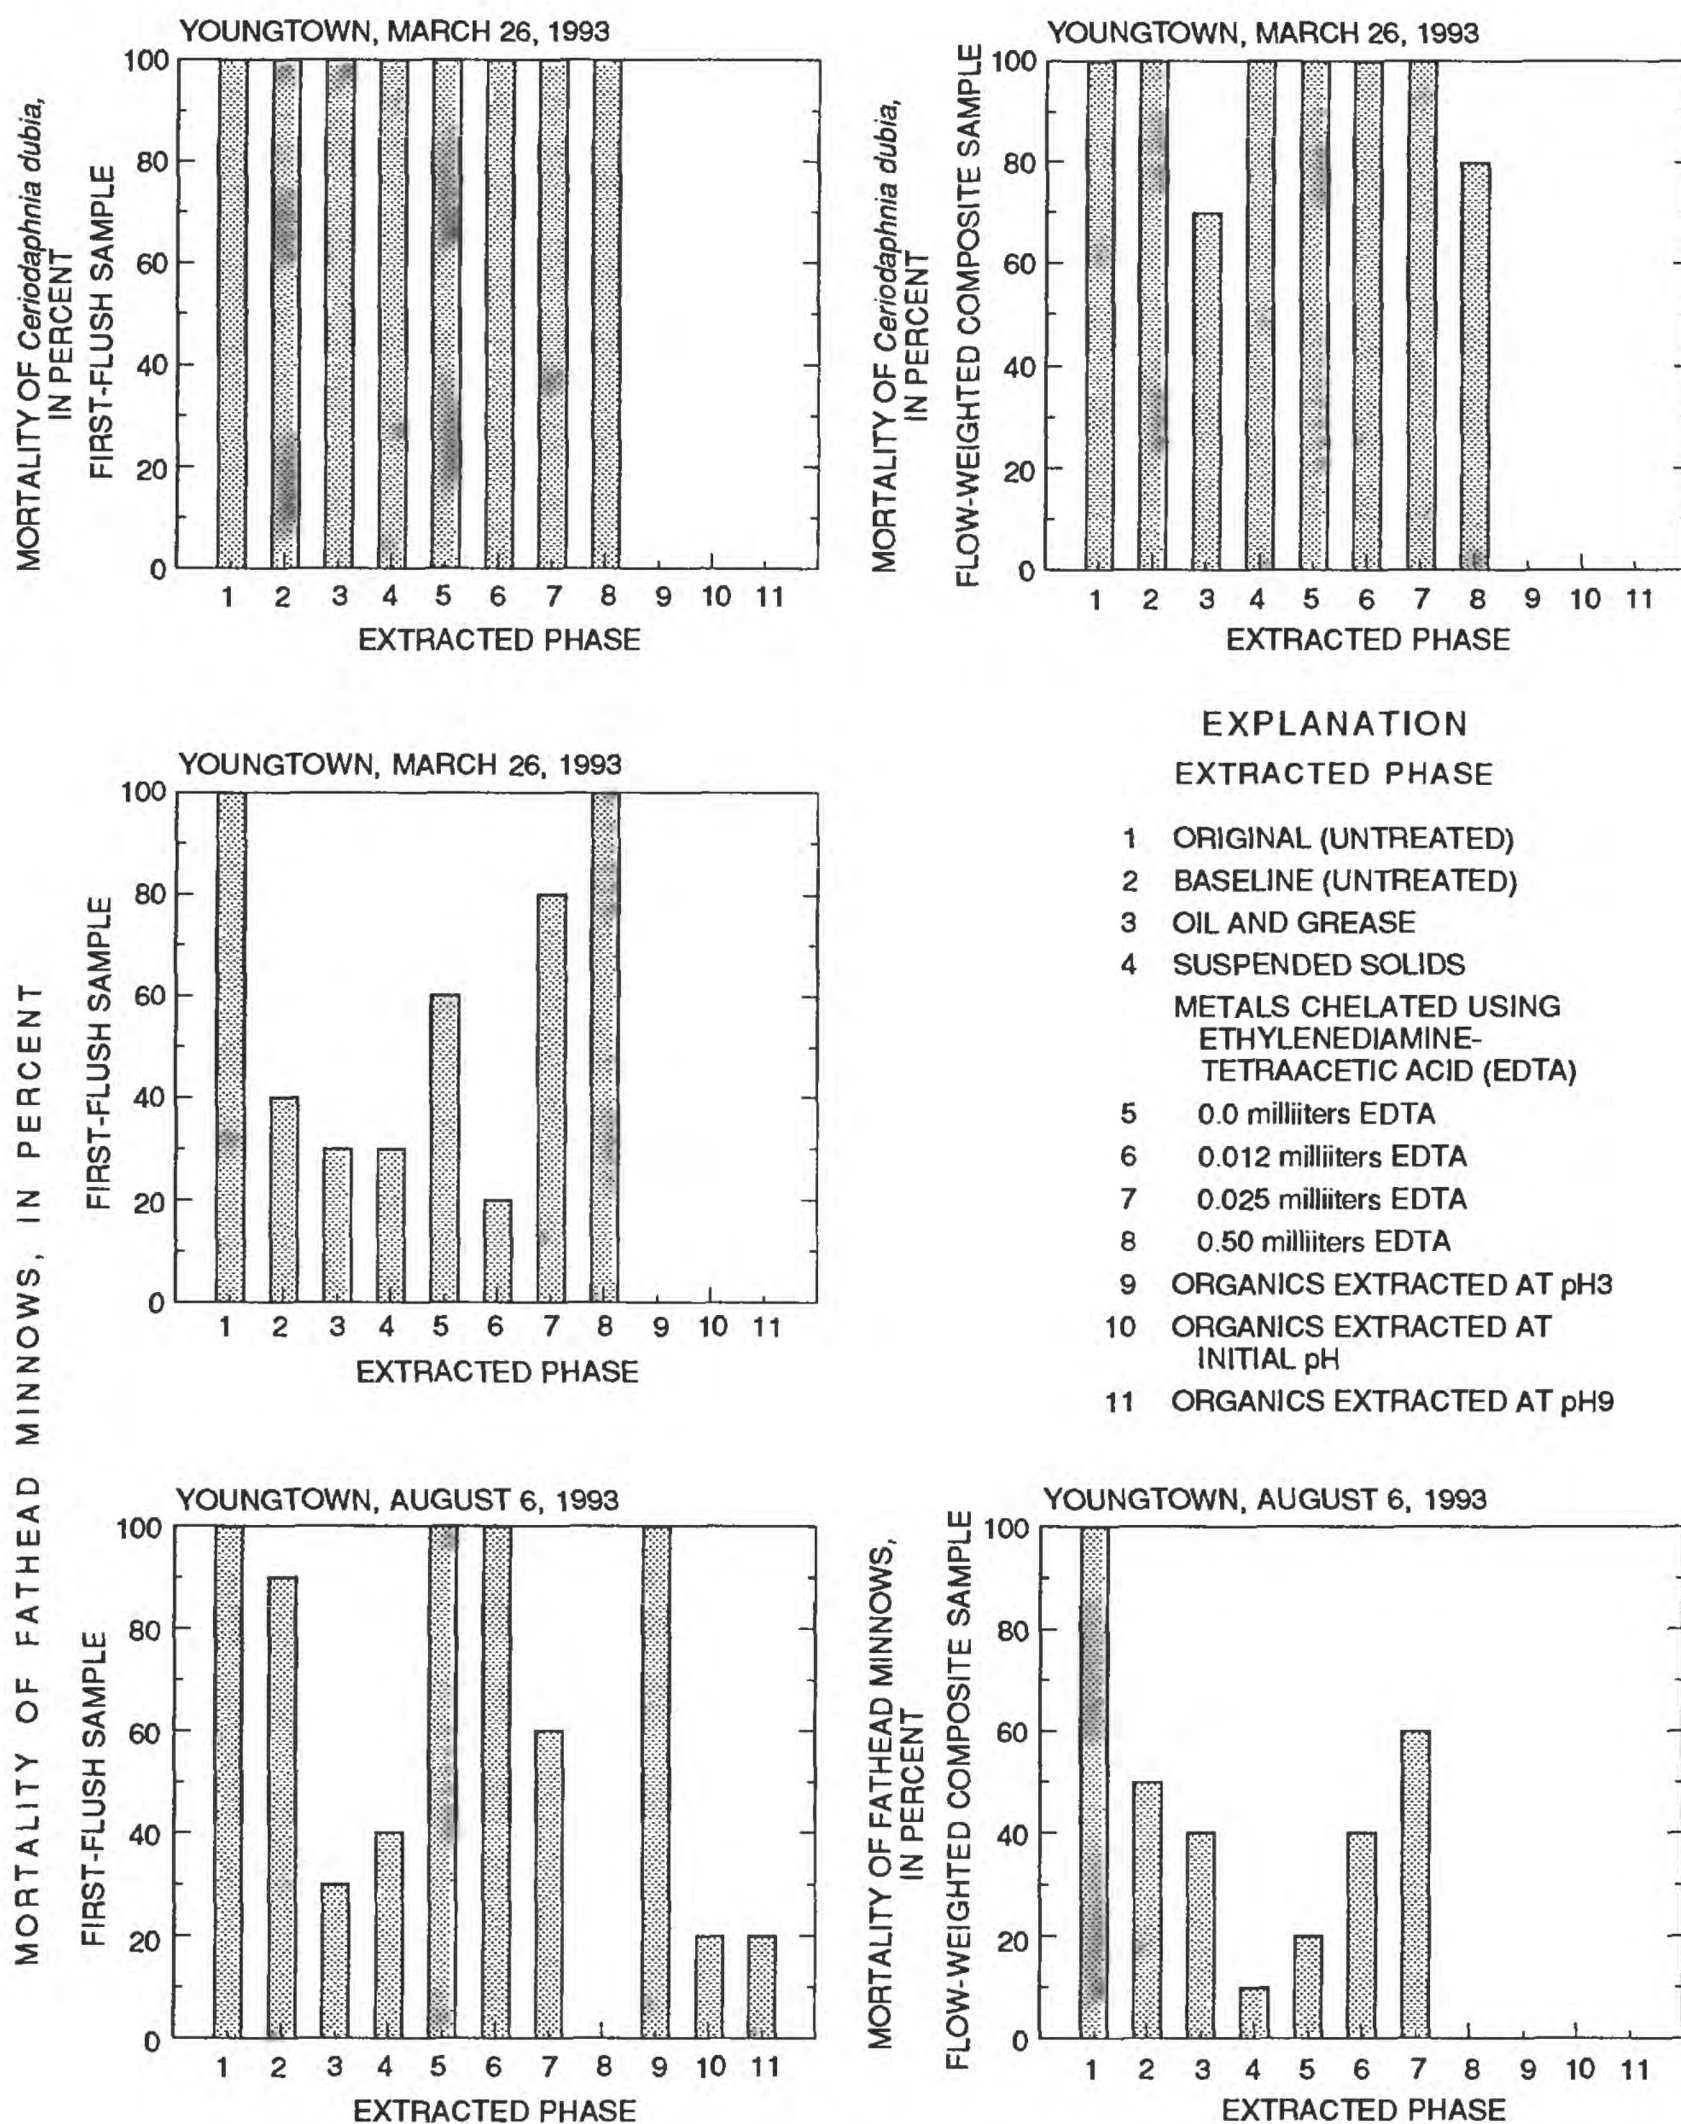 YOUNGTOWN, MARCH 26, 1993
MORTALITY OF Ceriodaphnia dubia,
IN PERCENT
FIRST-FLUSH SAMPLE
100
80
60
40
20
0
1 2 3 4 5 6 7 8 9 10 11
EXTRACTED PHASE
YOUNGTOWN, MARCH 26, 1993
MORTALITY OF Ceriodaphnia dubia,
IN PERCENT
FLOW-WEIGHTED COMPOSITE SAMPLE
100
80
60
40
20
0
1 2 3 4 5 6 7 8 9 10 11
EXTRACTED PHASE
MORTALITY OF FATHEAD MINNOWS, IN PERCENT
YOUNGTOWN, MARCH 26, 1993
FIRST-FLUSH SAMPLE
100
80
60
40
20
0
1 2 3 4 5 6 7 8 9 10 11
EXTRACTED PHASE
EXPLANATION
EXTRACTED PHASE
1 ORIGINAL (UNTREATED)
2 BASELINE (UNTREATED)
3 OIL AND GREASE
4 SUSPENDED SOLIDS
METALS CHELATED USING
ETHYLENEDIAMINE-
TETRAACETIC ACID (EDTA)
5 0.0 milliiters EDTA
6 0.012 milliiters EDTA
7 0.025 milliiters EDTA
8 0.50 milliiters EDTA
9 ORGANICS EXTRACTED AT pH3
10 ORGANICS EXTRACTED AT
INITIAL pH
11 ORGANICS EXTRACTED AT pH9
YOUNGTOWN, AUGUST 6, 1993
FIRST-FLUSH SAMPLE
100
80
60
40
20
0
1 2 3 4 5 6 7 8 9 10 11
EXTRACTED PHASE
YOUNGTOWN, AUGUST 6, 1993
MORTALITY OF FATHEAD MINNOWS,
IN PERCENT
FLOW-WEIGHTED COMPOSITE SAMPLE
100
80
60
40
20
0
1 2 3 4 5 6 7 8 9 10 11
EXTRACTED PHASE